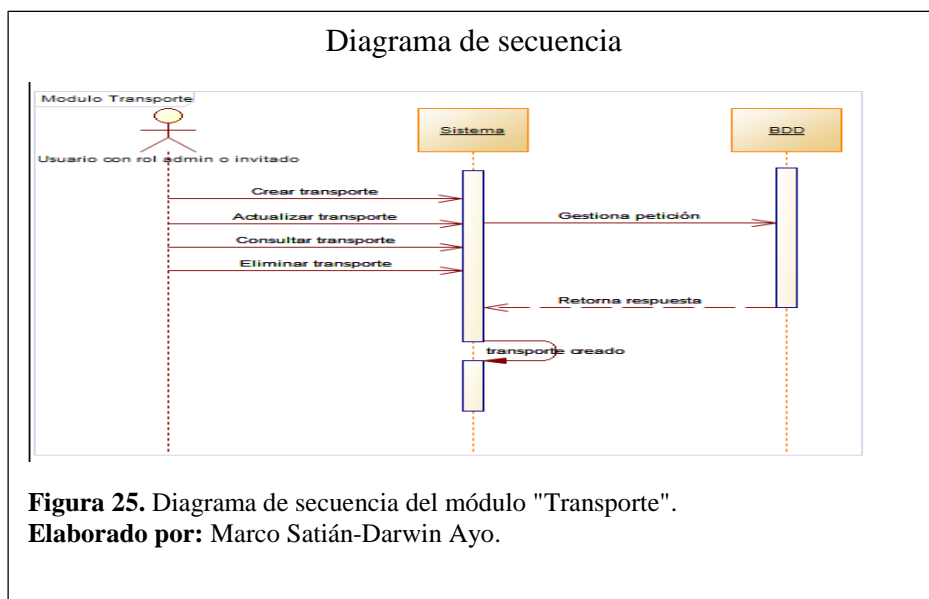 Diagrama de secuencia
Modulo Transporte
Sistema
BDD
Usuario con rol admin o invitado
Crear transporte
Actualizar transporte
Gestiona petición
Consultar transporte
Eliminar transporte
Retorna respuesta
transporte creado
Figura 25. Diagrama de secuencia del módulo "Transporte".
Elaborado por: Marco Satián-Darwin Ayo.